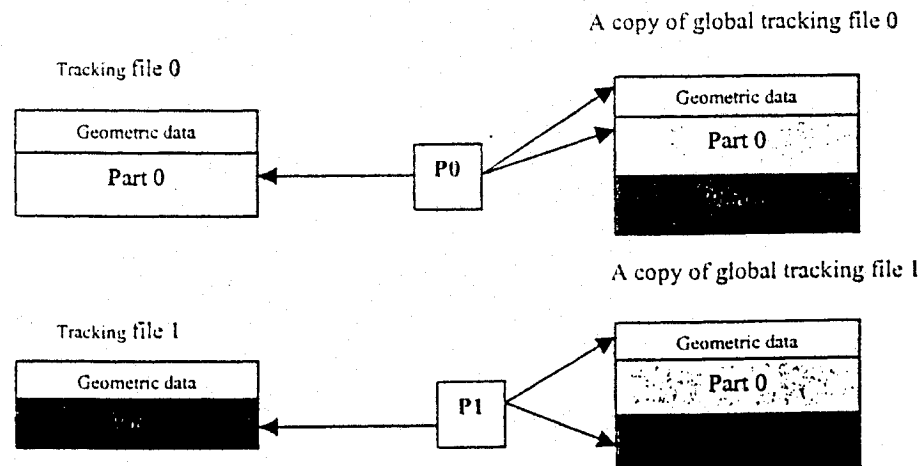 A copy of global tracking file 0
Tracking file 0
Geometric data
Geometric data
Part 0
P0
Part 0
A copy of global tracking file 1
Tracking file 1
Geometric data
Geometric data
Part 0
P1